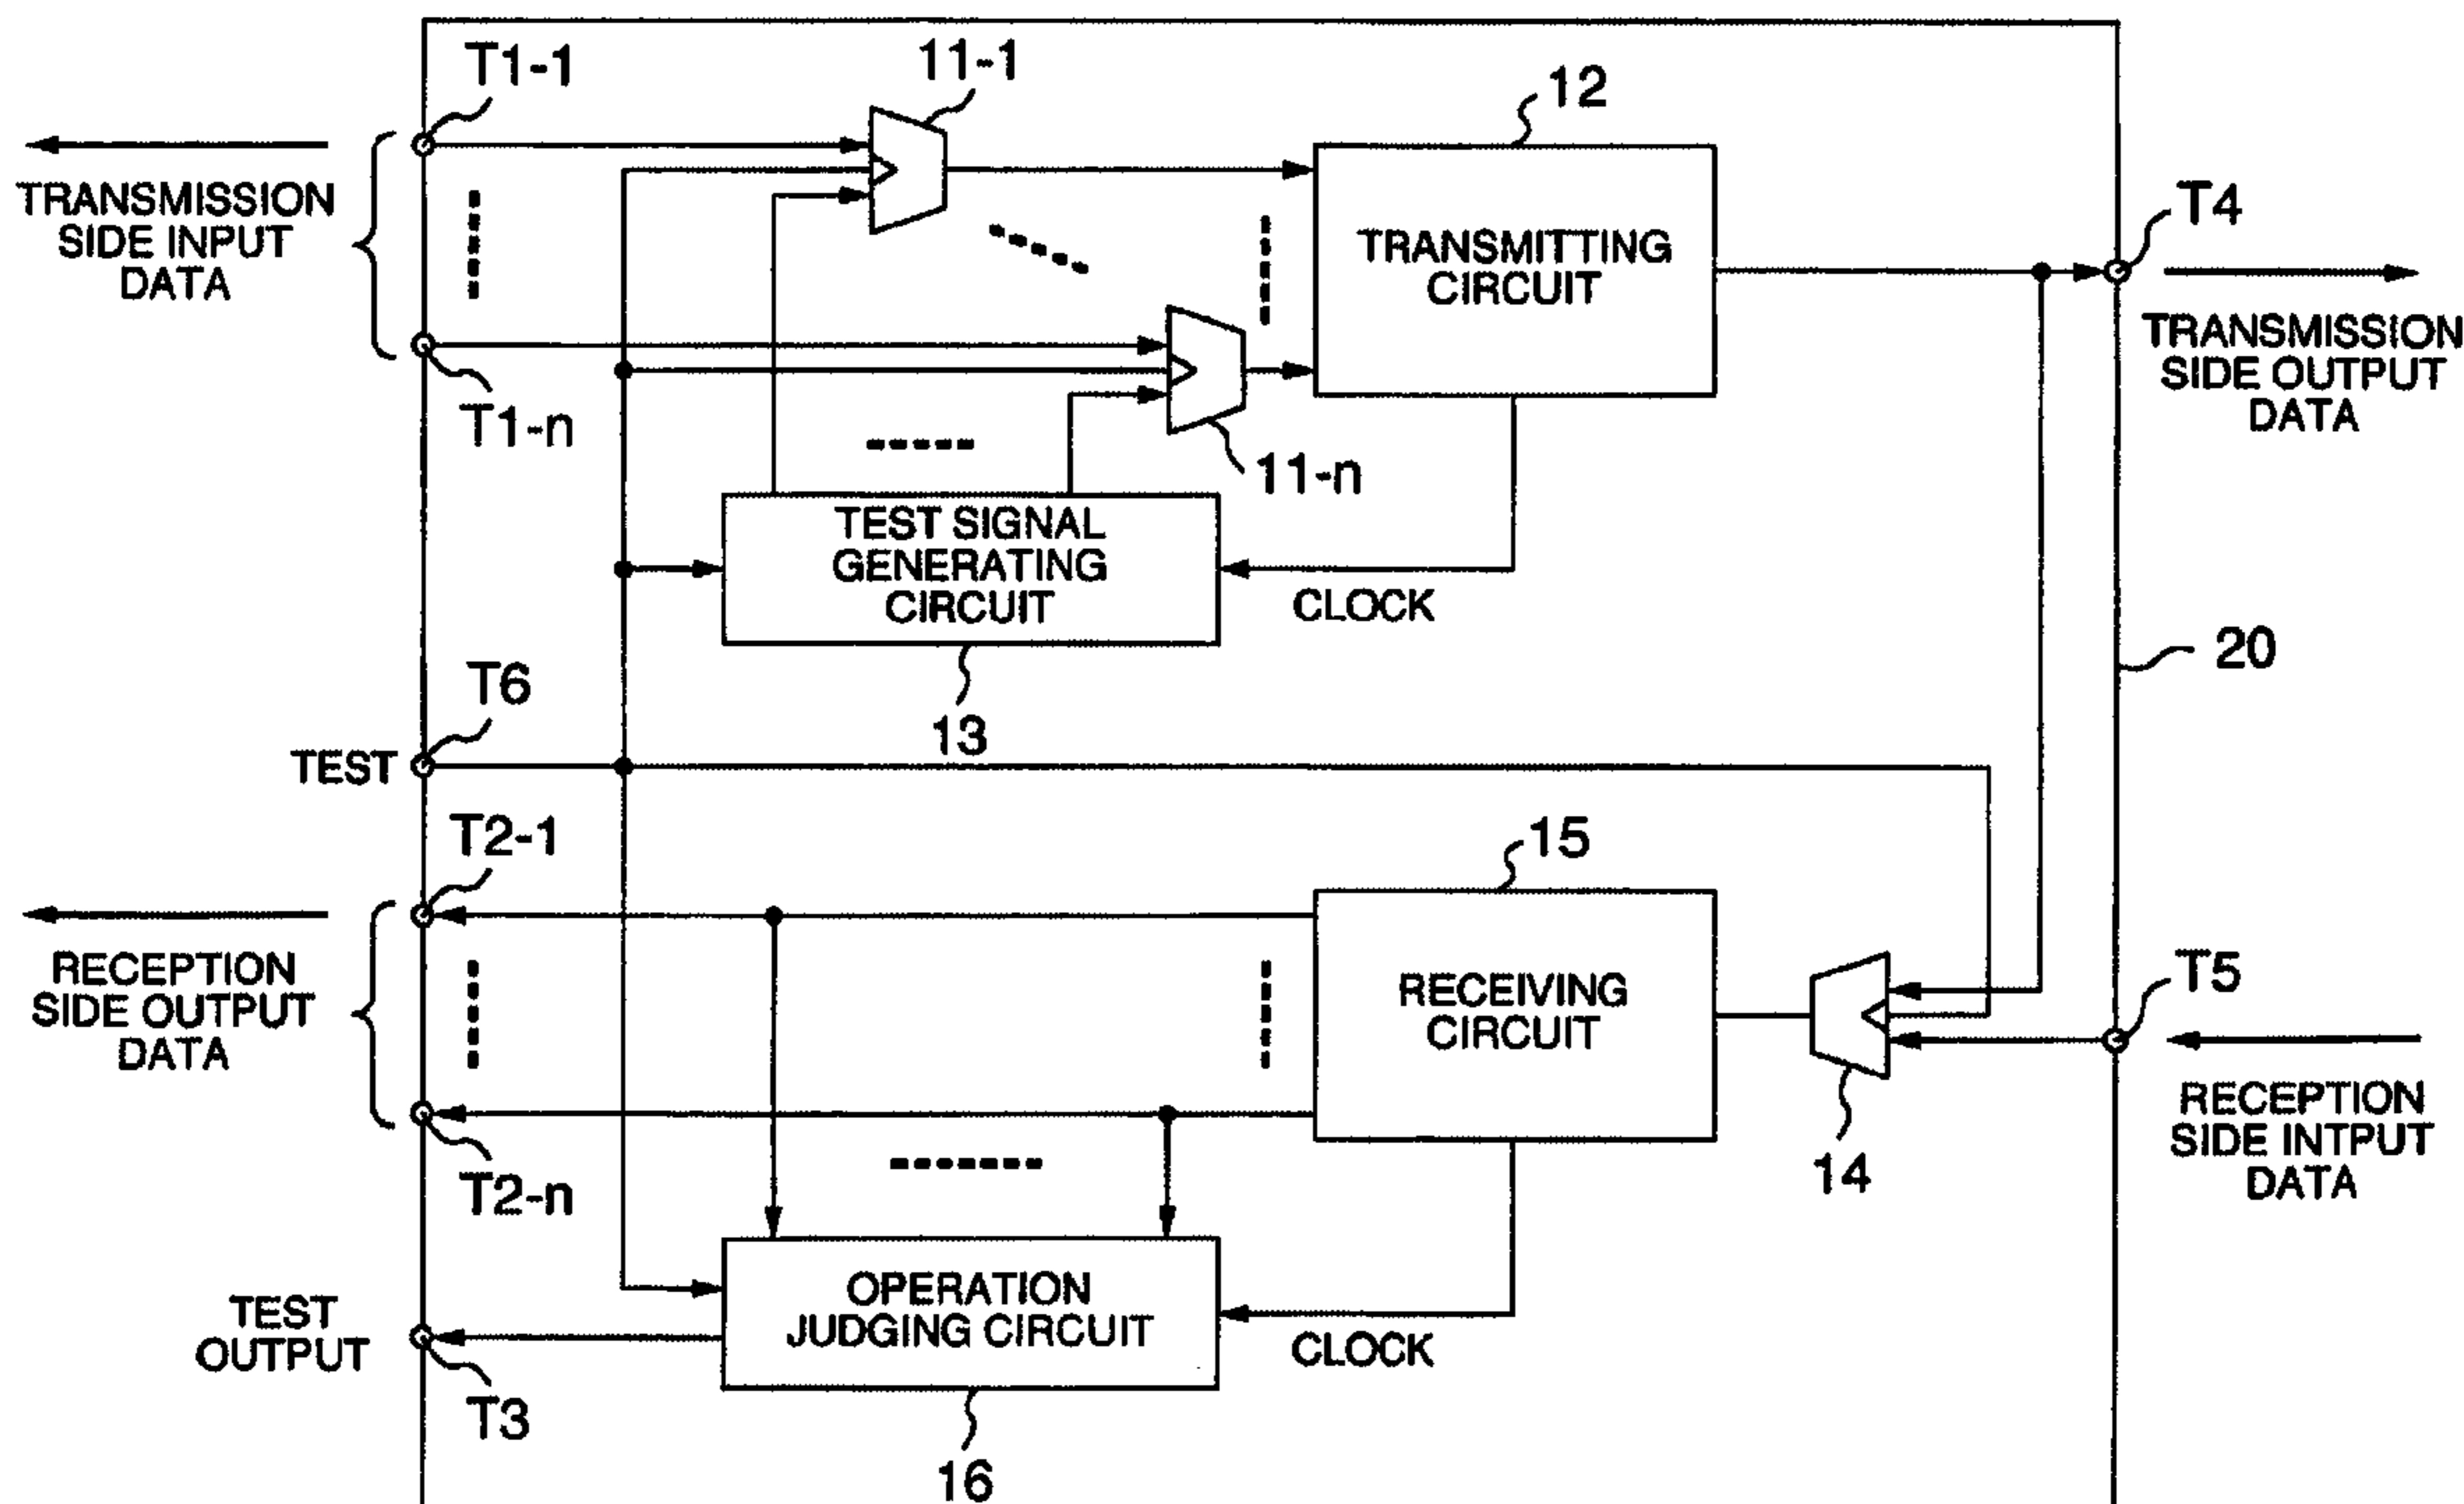 T1-1
11-1
12
TRANSMISSION
SIDE INPUT
DATA
TRANSMITTING
CIRCUIT
T4
TRANSMISSION
SIDE OUTPUT
DATA
T1-n
11-n
TEST SIGNAL
GENERATING
CIRCUIT
CLOCK
20
T6
13
TEST
T2-1
15
RECEPTION
SIDE OUTPUT
DATA
RECEIVING
CIRCUIT
T5
RECEPTION
SIDE INTPUT
DATA
14
T2-n
OPERATION
JUDGING CIRCUIT
CLOCK
TEST
OUTPUT
T3
16